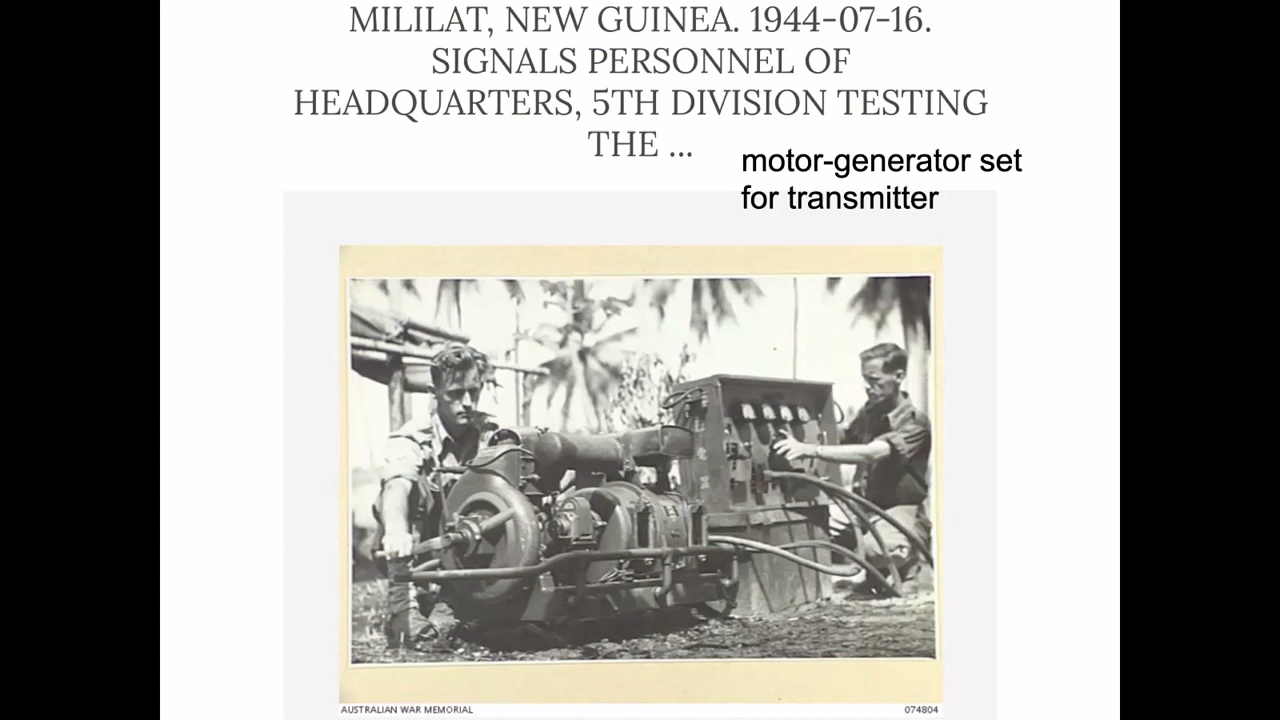 MILILAT, NEW GUINEA. 1944-07-16.
SIGNALS PERSONNEL OF
HEADQUARTERS, 5TH DIVISION TESTING
THE ...
motor-generator set
for transmitter
AUSTRALIAN WAR MEMORIAL
074804